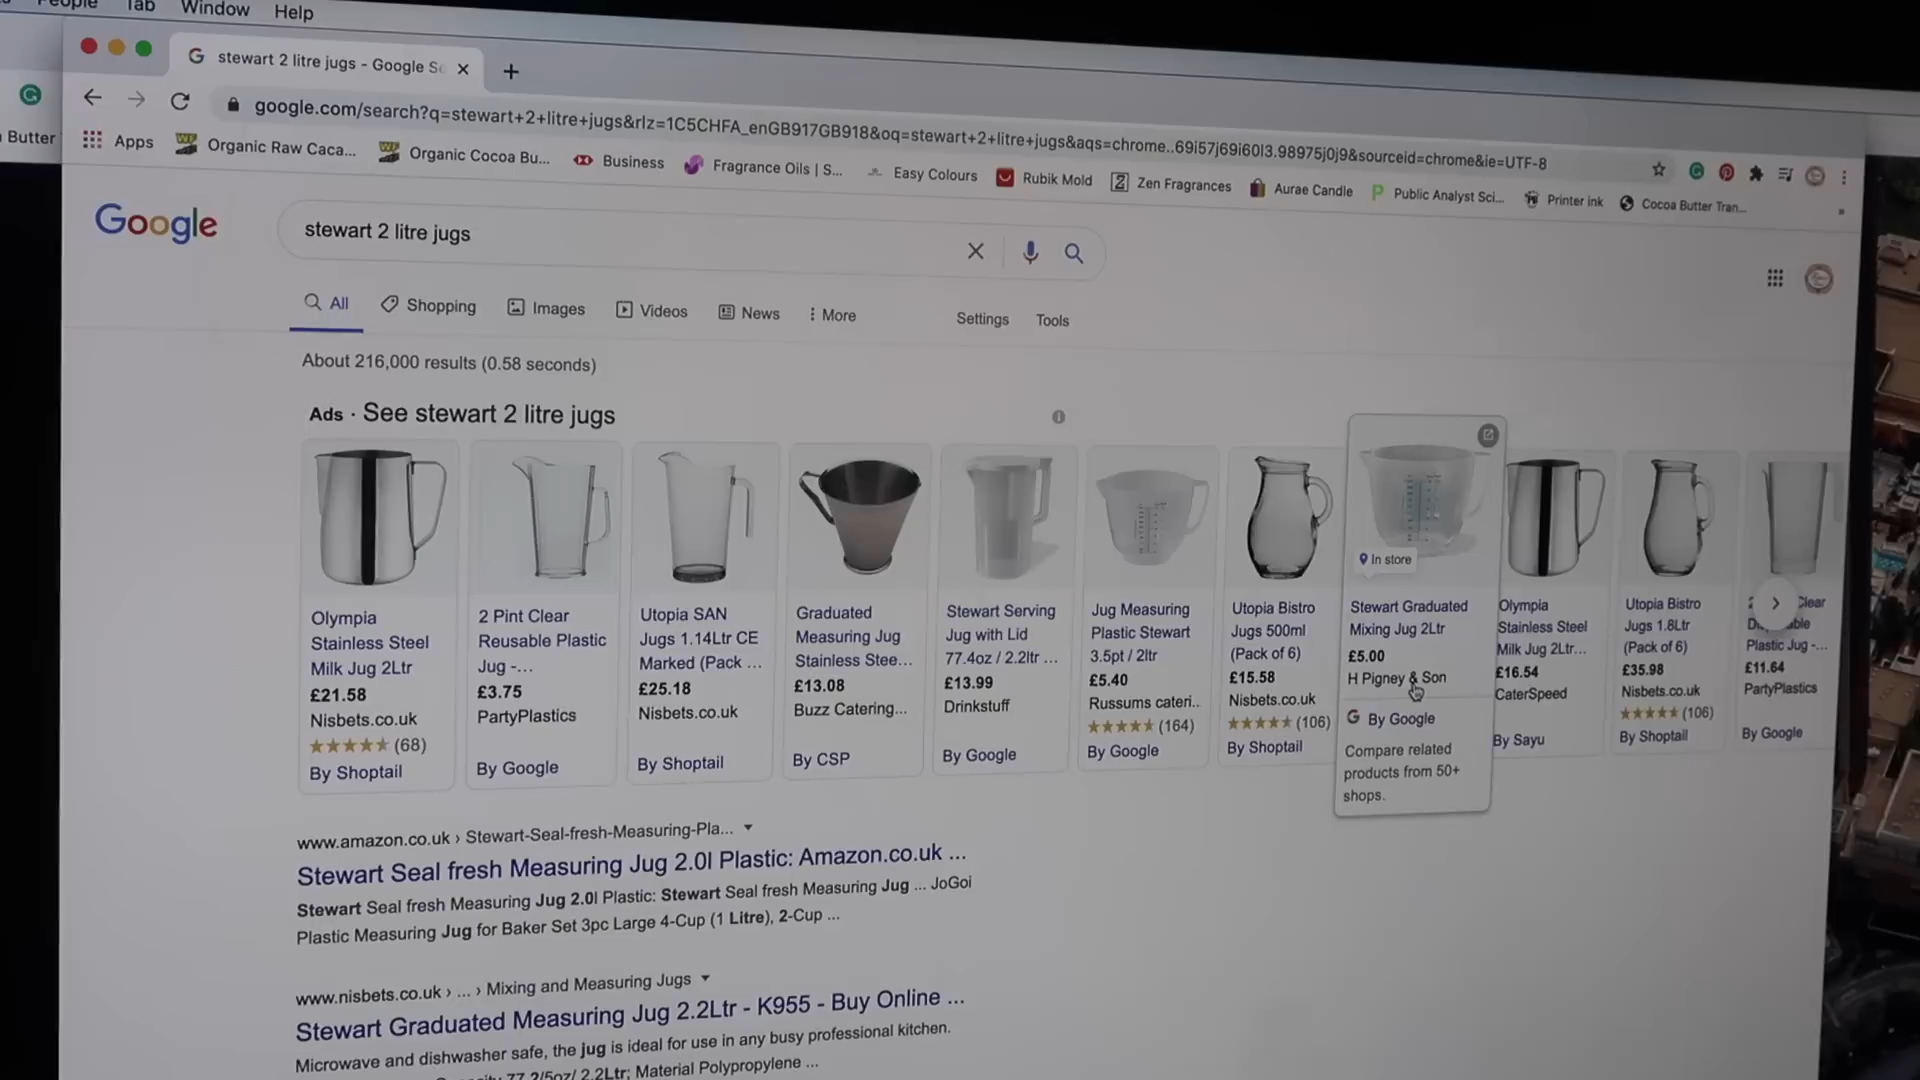 People Tab Window Help
stewart 2 litre jugs - Google Se
google.com/search?q=stewart+2+litre+jugs&rlz=1C5CHFA_enGB917GB918&oq=stewart+2+litre+jugs&aqs=chrome..69i57j69i60l3.98975j0j9&sourceid=chrome&ie=UTF-8
Butter
Apps
Organic Raw Caca...
Organic Cocoa Bu...
Business
Fragrance Oils | S...
Easy Colours
Rubik Mold
Zen Fragrances
Aurae Candle
Public Analyst Sci...
Printer ink
Cocoa Butter Tran...
»
Google
stewart 2 litre jugs
All
Shopping
Images
Videos
News
More
Settings
Tools
About 216,000 results (0.58 seconds)
Ads · See stewart 2 litre jugs
Olympia
Stainless Steel
Milk Jug 2Ltr
£21.58
Nisbets.co.uk
(68)
By Shoptail
2 Pint Clear
Reusable Plastic
Jug -...
£3.75
PartyPlastics
By Google
Utopia SAN
Jugs 1.14Ltr CE
Marked (Pack ...
£25.18
Nisbets.co.uk
By Shoptail
Graduated
Measuring Jug
Stainless Stee...
£13.08
Buzz Catering...
By CSP
Stewart Serving
Jug with Lid
77.4oz / 2.2ltr ...
£13.99
Drinkstuff
By Google
Jug Measuring
Plastic Stewart
3.5pt / 2ltr
£5.40
Russums cateri..
(164)
By Google
Utopia Bistro
Jugs 500ml
(Pack of 6)
£15.58
Nisbets.co.uk
(106)
By Shoptail
In store
Stewart Graduated
Mixing Jug 2Ltr
£5.00
H Pigney & Son
By Google
Compare related
products from 50+
shops.
Olympia
Stainless Steel
Milk Jug 2Ltr...
£16.54
CaterSpeed
By Sayu
Utopia Bistro
Jugs 1.8Ltr
(Pack of 6)
£35.98
Nisbets.co.uk
(106)
By Shoptail
Clear
Plastic Jug -...
£11.64
PartyPlastics
By Google
www.amazon.co.uk › Stewart-Seal-fresh-Measuring-Pla...
Stewart Seal fresh Measuring Jug 2.0l Plastic: Amazon.co.uk ...
Stewart Seal fresh Measuring Jug 2.0l Plastic: Stewart Seal fresh Measuring Jug ... JoGoi
Plastic Measuring Jug for Baker Set 3pc Large 4-Cup (1 Litre), 2-Cup ...
www.nisbets.co.uk › ... › Mixing and Measuring Jugs
Stewart Graduated Measuring Jug 2.2Ltr - K955 - Buy Online ...
Microwave and dishwasher safe, the jug is ideal for use in any busy professional kitchen.
77.2/5oz/ 2.2Ltr; Material Polypropylene ...